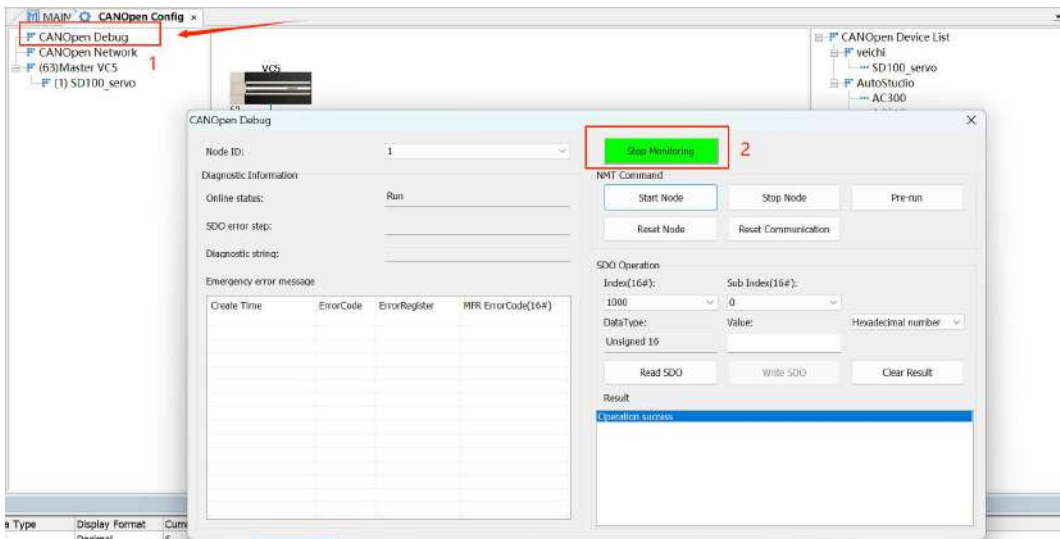 MAIN
CANOpen Config ×
CANOpen Debug
CANOpen Network
(63)Master VC5
(1) SD100_servo
1
VC5
CANOpen Device List
veichi
SD100_servo
AutoStudio
AC300
CANOpen Debug
Node ID:
1
Stop Monitoring
2
Diagnostic Information
Online status:
Run
SDO error step:
Diagnostic string:
Emergency error message
Create Time ErrorCode ErrorRegister MFR ErrorCode(16#)
NMT Command
Start Node
Stop Node
Pre-run
Reset Node
Reset Communication
SDO Operation
Index(16#): Sub Index(16#):
1000 0
DataType: Value: Hexadecimal number
Unsigned 16
Read SDO
Write SDO
Clear Result
Result
Operation success
a Type Display Format Curr
Decimal